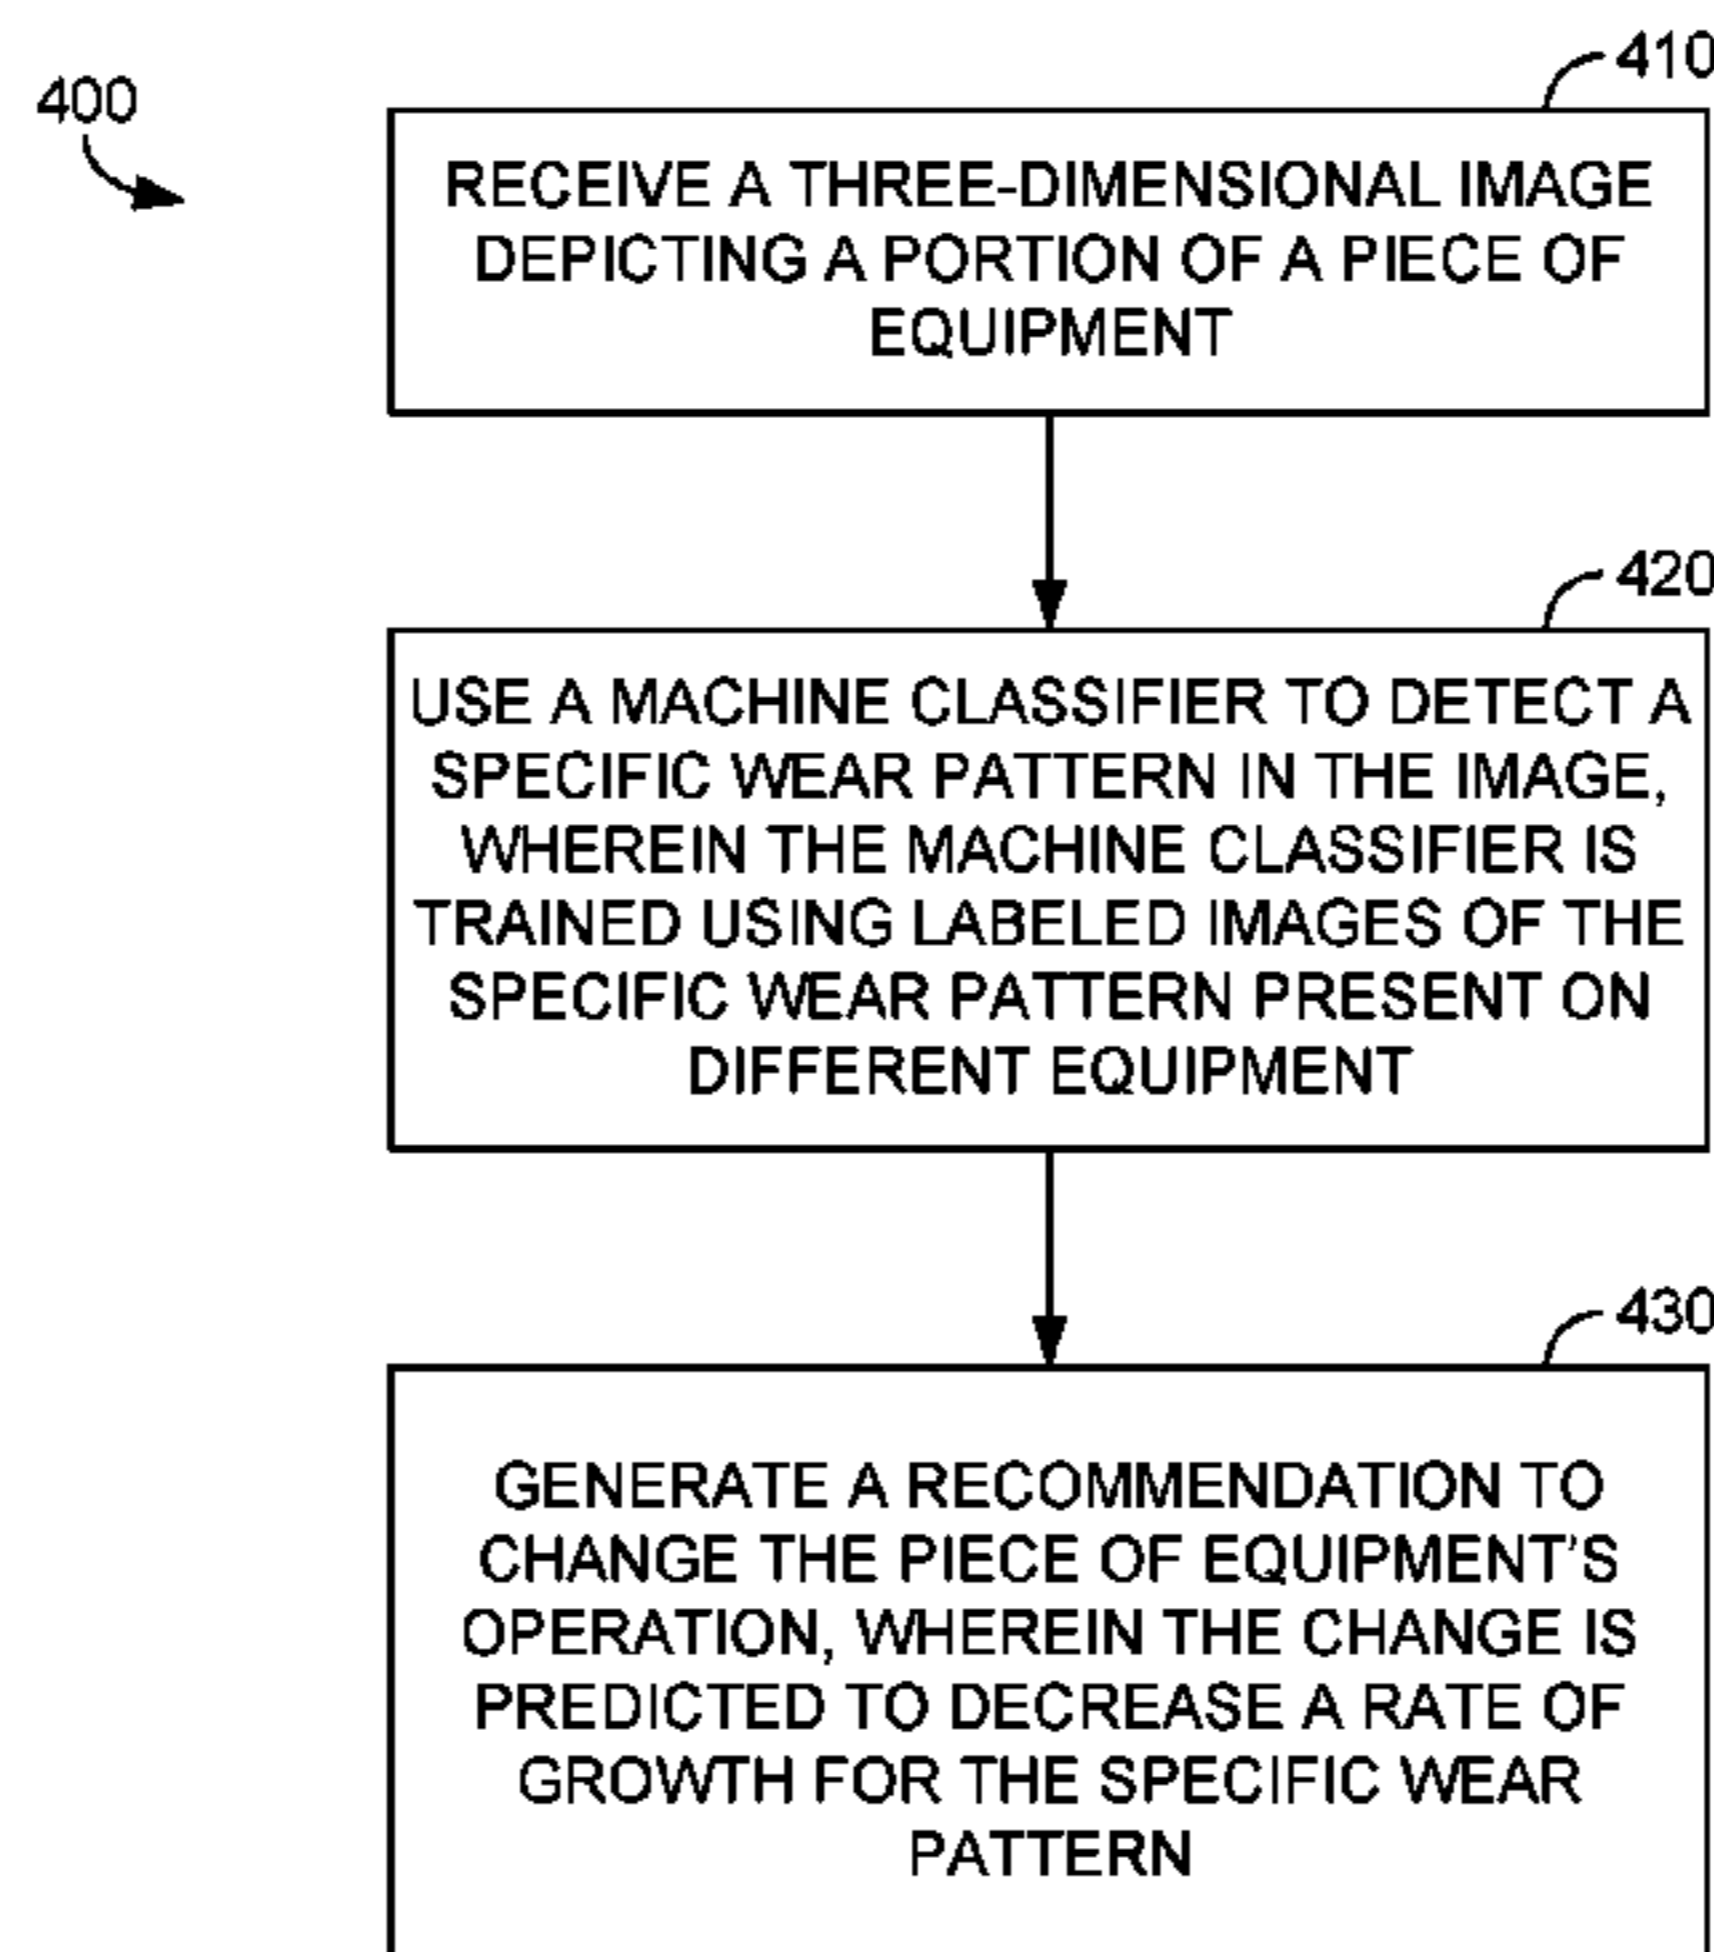 400
410
RECEIVE A THREE-DIMENSIONAL IMAGE
DEPICTING A PORTION OF A PIECE OF
EQUIPMENT
420
USE A MACHINE CLASSIFIER TO DETECT A
SPECIFIC WEAR PATTERN IN THE IMAGE,
WHEREIN THE MACHINE CLASSIFIER IS
TRAINED USING LABELED IMAGES OF THE
SPECIFIC WEAR PATTERN PRESENT ON
DIFFERENT EQUIPMENT
430
GENERATE A RECOMMENDATION TO
CHANGE THE PIECE OF EQUIPMENT'S
OPERATION, WHEREIN THE CHANGE IS
PREDICTED TO DECREASE A RATE OF
GROWTH FOR THE SPECIFIC WEAR
PATTERN